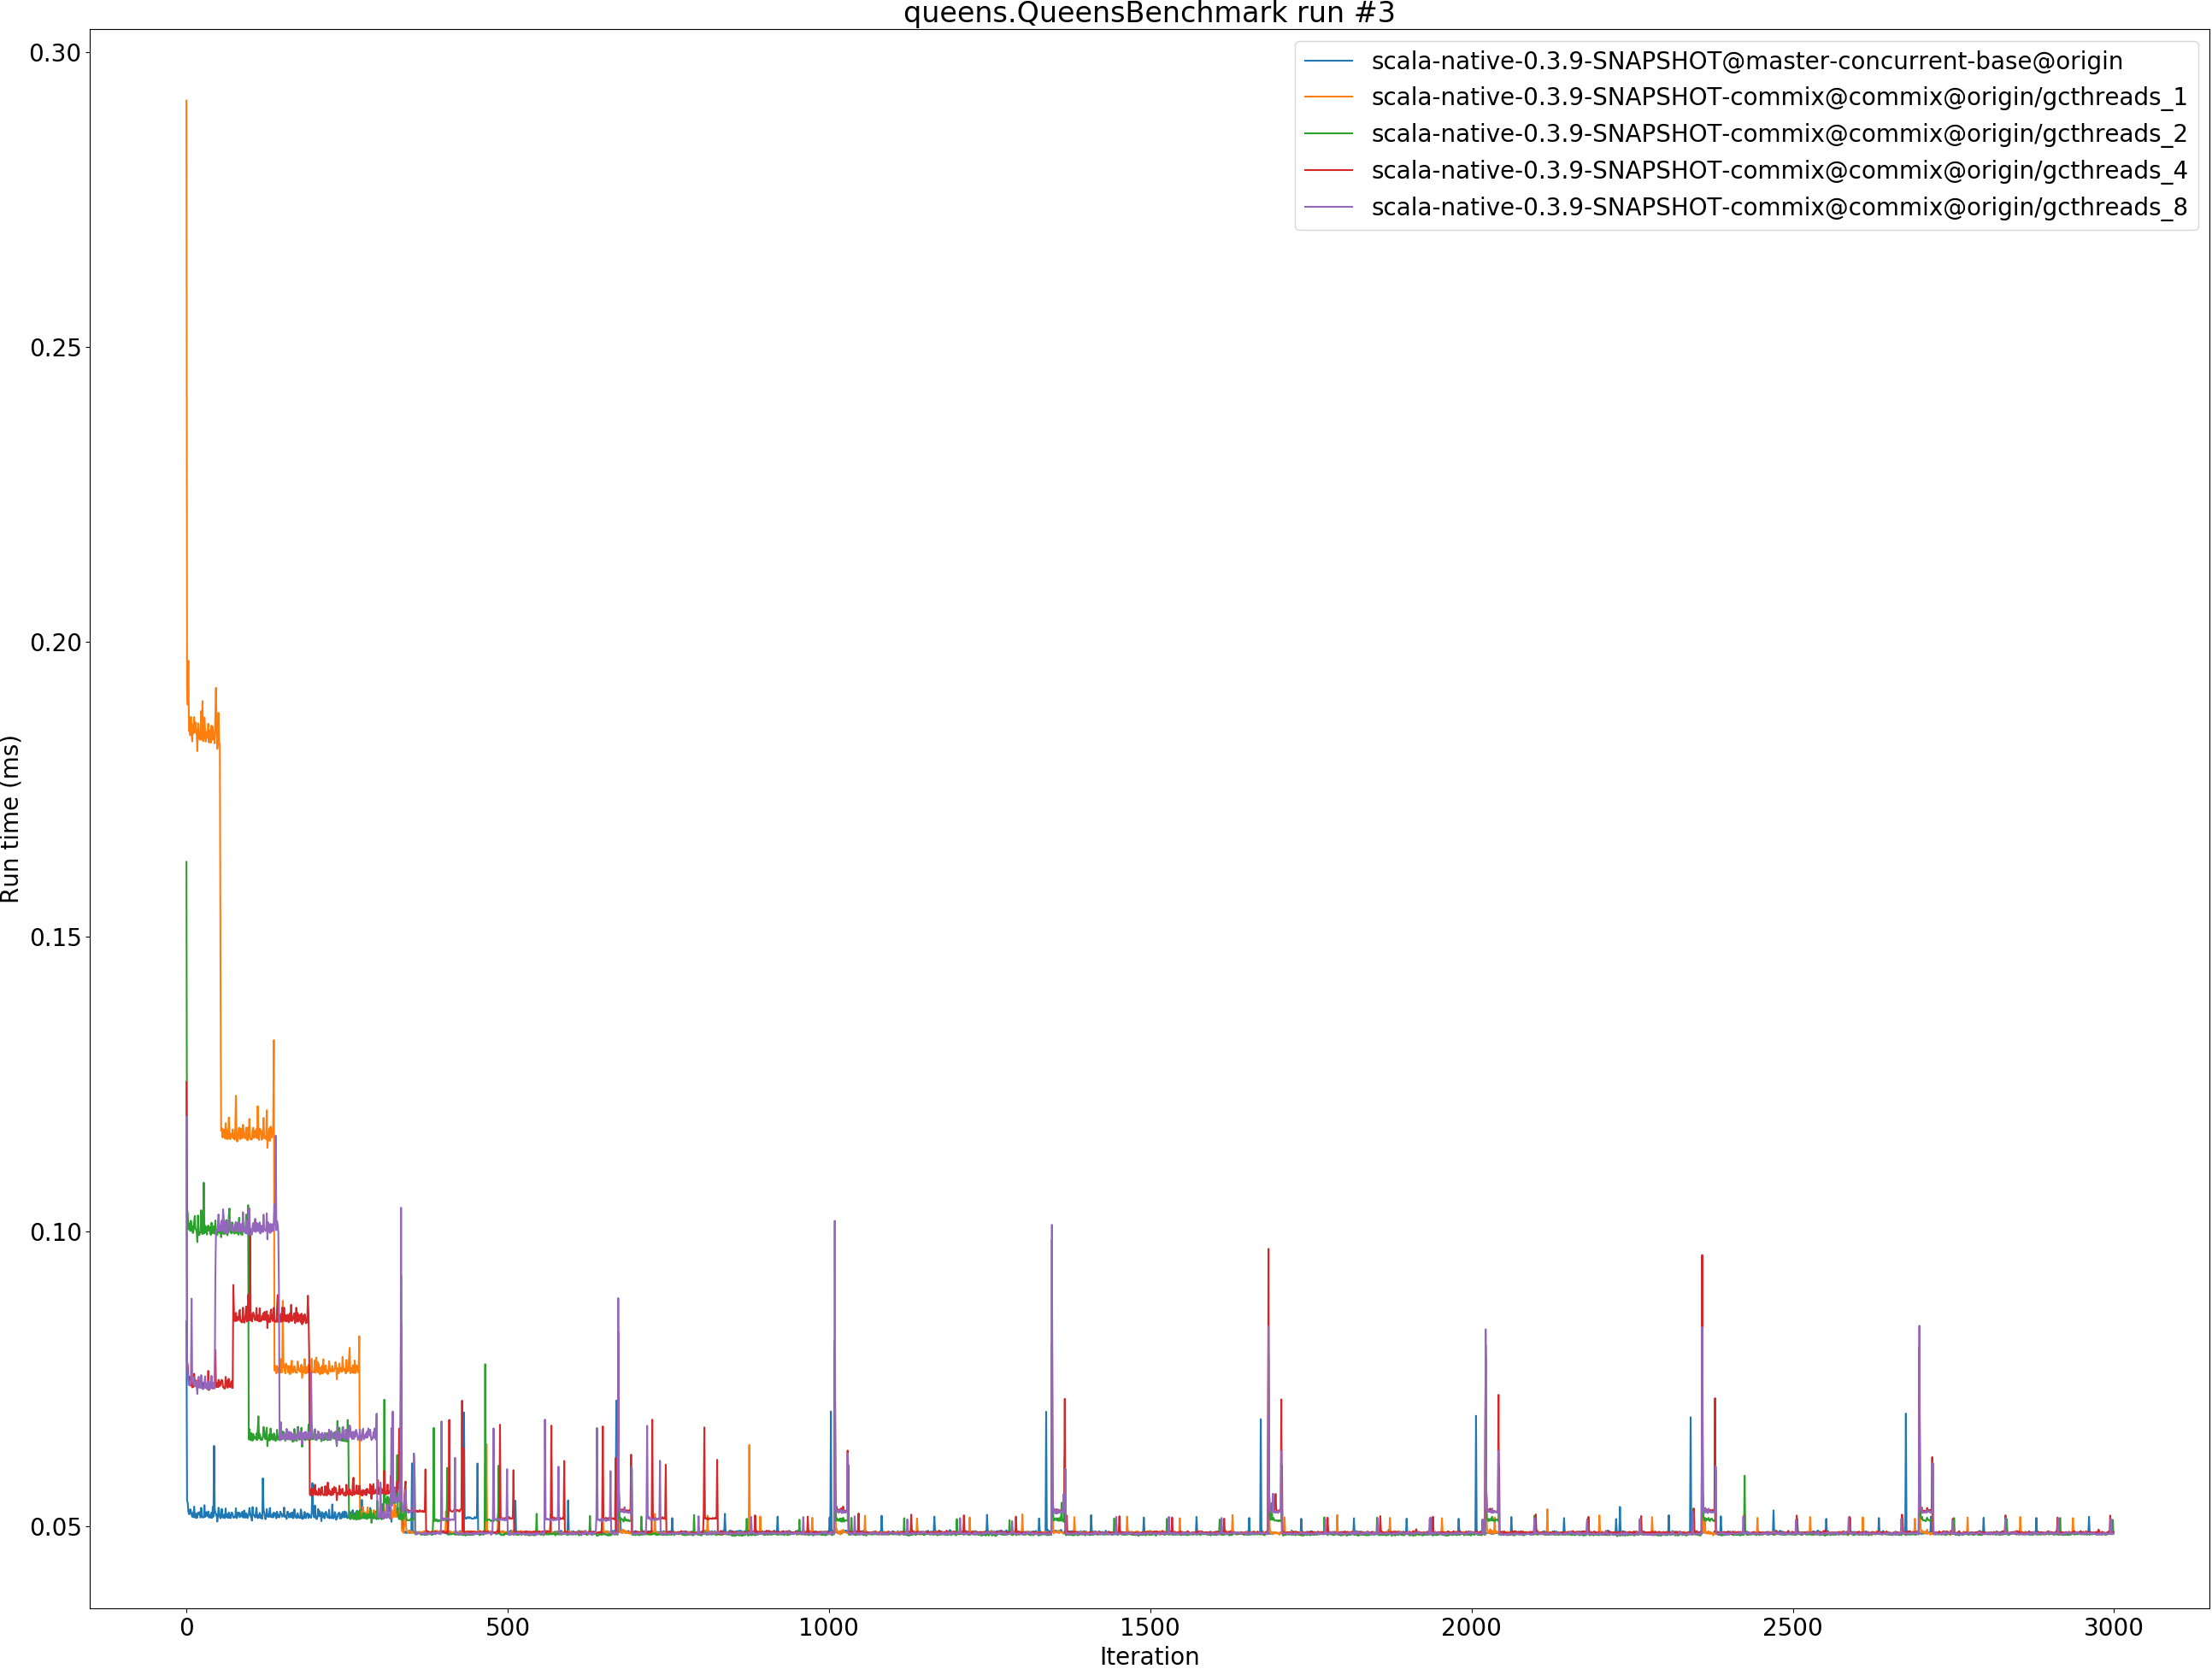 queens.QueensBenchmark run #3
scala-native-0.3.9-SNAPSHOT@master-concurrent-base@origin
scala-native-0.3.9-SNAPSHOT-commix@commix@origin/gcthreads_1
scala-native-0.3.9-SNAPSHOT-commix@commix@origin/gcthreads_2
scala-native-0.3.9-SNAPSHOT-commix@commix@origin/gcthreads_4
scala-native-0.3.9-SNAPSHOT-commix@commix@origin/gcthreads_8
0.30
0.25
0.20
0.15
0.10
0.05
Run time (ms)
0 500 1000 1500 2000 2500 3000
Iteration